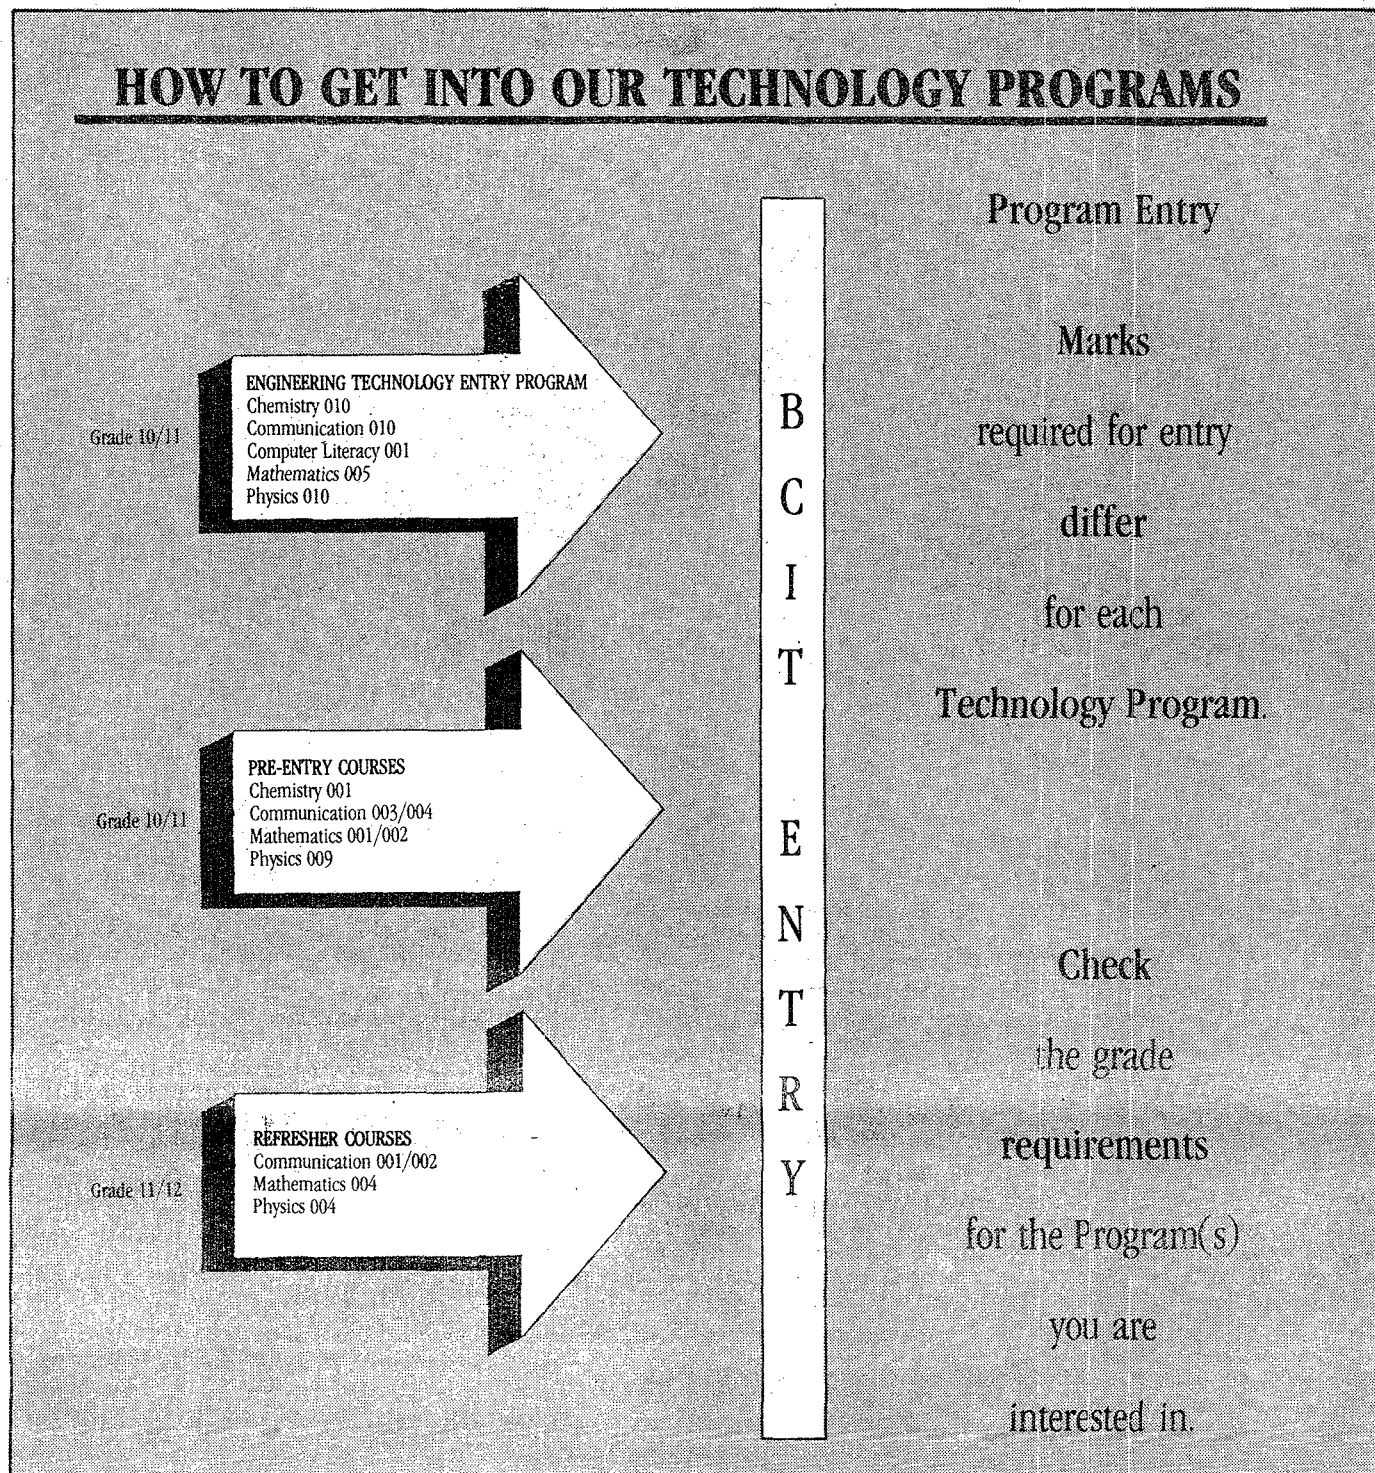 HOW TO GET INTO OUR TECHNOLOGY PROGRAMS
Grade 10/11
ENGINEERING TECHNOLOGY ENTRY PROGRAM
Chemistry 010
Communication 010
Computer Literacy 001
Mathematics 005
Physics 010
Grade 10/11
PRE-ENTRY COURSES
Chemistry 001
Communication 003/004
Mathematics 001/002
Physics 009
Grade 11/12
REFRESHER COURSES
Communication 001/002
Mathematics 004
Physics 004
BCIT ENTRY
Program Entry
Marks
required for entry
differ
for each
Technology Program.
Check
the grade
requirements
for the Program(s)
you are
interested in.